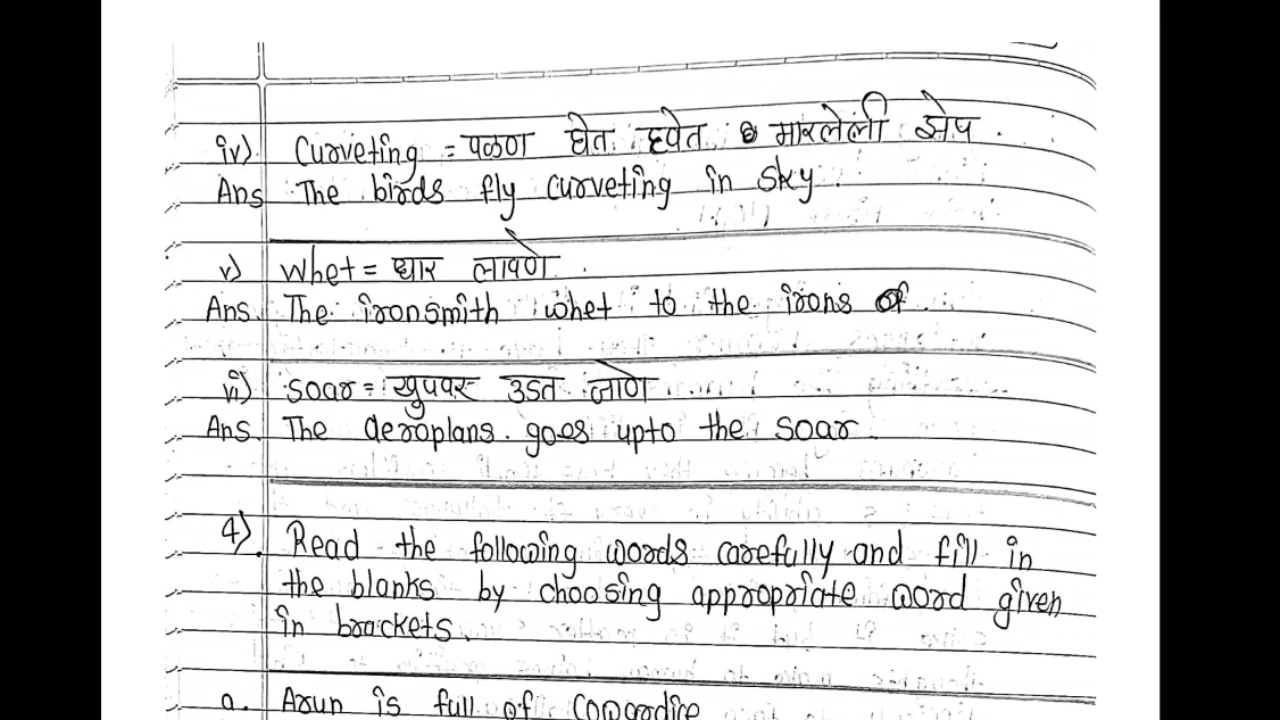 iv) Curveting = पळण घेत हवेत मारलेली झेप.
Ans The birds fly curveting in sky.
v) whet = धार लावणे.
Ans. The ironsmith whet to the irons of.
vi) soar = खुपवर उडत जाणे
Ans. The aeroplans. goes upto the soar
4). Read the following words carefully and fill in
the blanks by choosing appropriate word given
in brackets.
a. Arun is full of cowardice